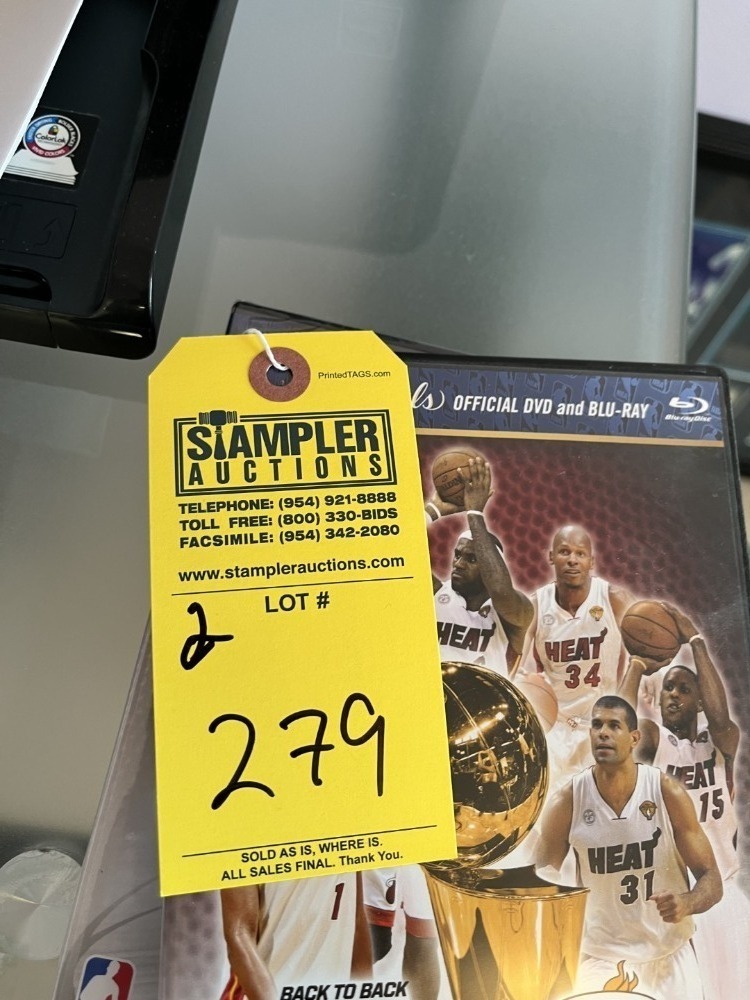 ColorLok
PrintedTAGS.com
STAMPLER
AUCTIONS
TELEPHONE: (954) 921-8888
TOLL FREE: (800) 330-BIDS
FACSIMILE: (954) 342-2080
www.stamplerauctions.com
LOT #
2
279
SOLD AS IS, WHERE IS.
ALL SALES FINAL. Thank You.
OFFICIAL DVD and BLU-RAY
Blu-ray Disc
HEAT
HEAT
34
HEAT
15
HEAT
31
1
BACK TO BACK